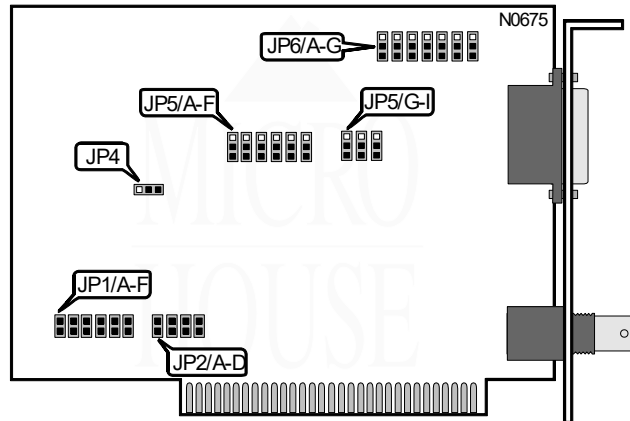 N0675
JP6/A-G
JP5/A-F
JP5/G-I
JP4
MICRO
HOUSE
JP1/A-F
JP2/A-D